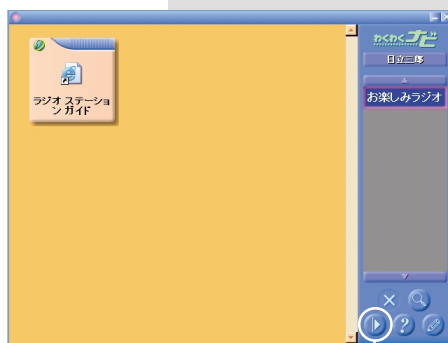 わくわくナビ
日立三郎
お楽しみラジオ
ラジオ ステーショ
ン ガイド
?